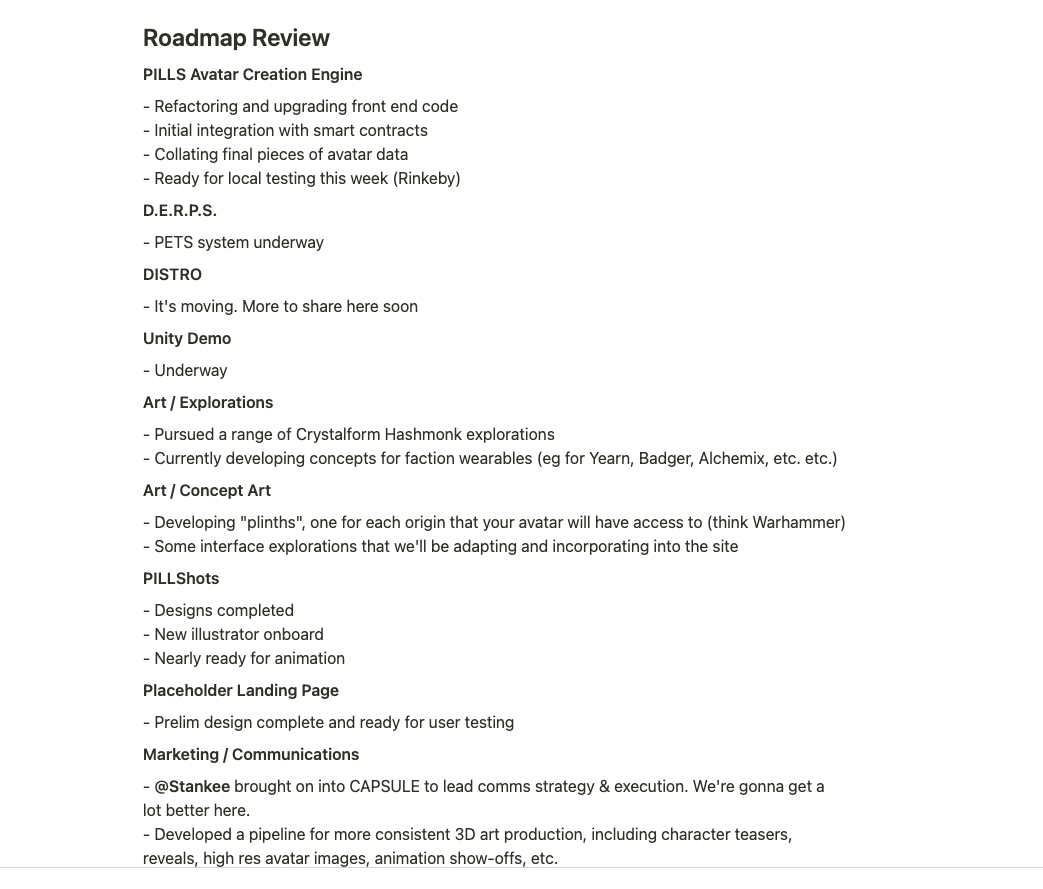 Roadmap Review
PILLS Avatar Creation Engine
- Refactoring and upgrading front end code
- Initial integration with smart contracts
- Collating final pieces of avatar data
- Ready for local testing this week (Rinkeby)
D.E.R.P.S.
- PETS system underway
DISTRO
- It's moving. More to share here soon
Unity Demo
- Underway
Art / Explorations
- Pursued a range of Crystalform Hashmonk explorations
- Currently developing concepts for faction wearables (eg for Yearn, Badger, Alchemix, etc. etc.)
Art / Concept Art
- Developing "plinths", one for each origin that your avatar will have access to (think Warhammer)
- Some interface explorations that we'll be adapting and incorporating into the site
PILLShots
- Designs completed
- New illustrator onboard
- Nearly ready for animation
Placeholder Landing Page
- Prelim design complete and ready for user testing
Marketing / Communications
- @Stankee brought on into CAPSULE to lead comms strategy & execution. We're gonna get a
lot better here.
- Developed a pipeline for more consistent 3D art production, including character teasers,
reveals, high res avatar images, animation show-offs, etc.